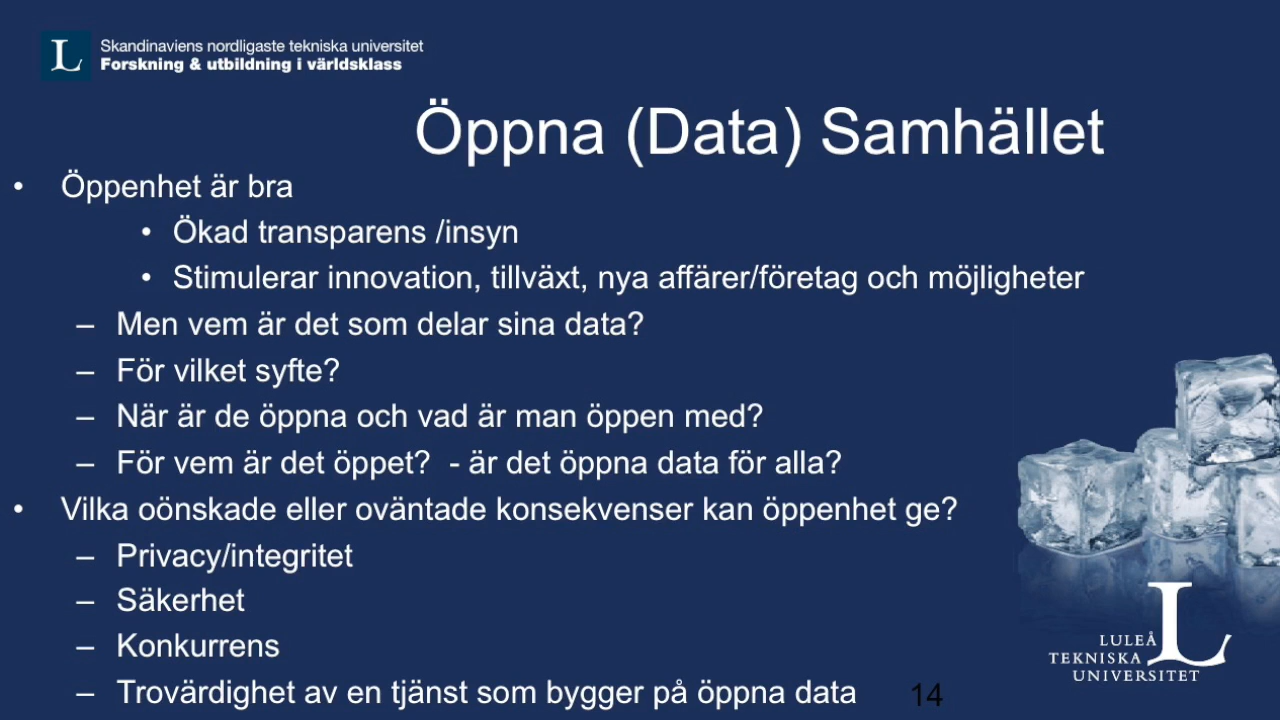 Skandinaviens nordligaste tekniska universitet
Forskning & utbildning i världsklass
Öppna (Data) Samhället
• Öppenhet är bra
• Ökad transparens /insyn
• Stimulerar innovation, tillväxt, nya affärer/företag och möjligheter
– Men vem är det som delar sina data?
– För vilket syfte?
– När är de öppna och vad är man öppen med?
– För vem är det öppet?  - är det öppna data för alla?
• Vilka oönskade eller oväntade konsekvenser kan öppenhet ge?
– Privacy/integritet
– Säkerhet
– Konkurrens
– Trovärdighet av en tjänst som bygger på öppna data
14
LULEÅ
TEKNISKA
UNIVERSITET